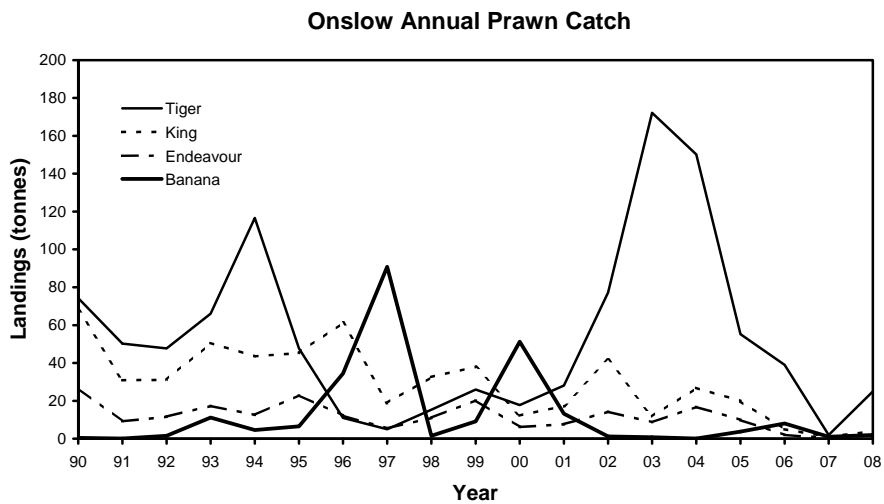 Onslow Annual Prawn Catch
200
180
160
140
120
100
80
60
40
20
0
Landings (tonnes)
Tiger
King
Endeavour
Banana
90 91 92 93 94 95 96 97 98 99 00 01 02 03 04 05 06 07 08
Year